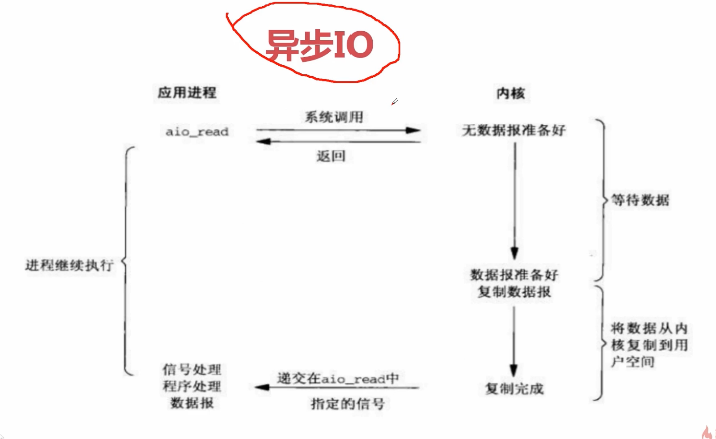 异步IO
应用进程
内核
系统调用
aio_read
无数据报准备好
返回
等待数据
进程继续执行
数据报准备好
复制数据报
将数据从内
核复制到用
户空间
信号处理
程序处理
数据报
递交在aio_read中
指定的信号
复制完成